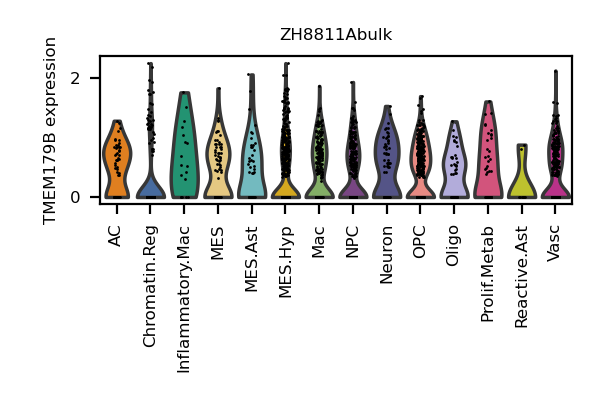 ZH8811Abulk
TMEM179B expression
2
0
AC
Chromatin.Reg
Inflammatory.Mac
MES
MES.Ast
MES.Hyp
Mac
NPC
Neuron
OPC
Oligo
Prolif.Metab
Reactive.Ast
Vasc